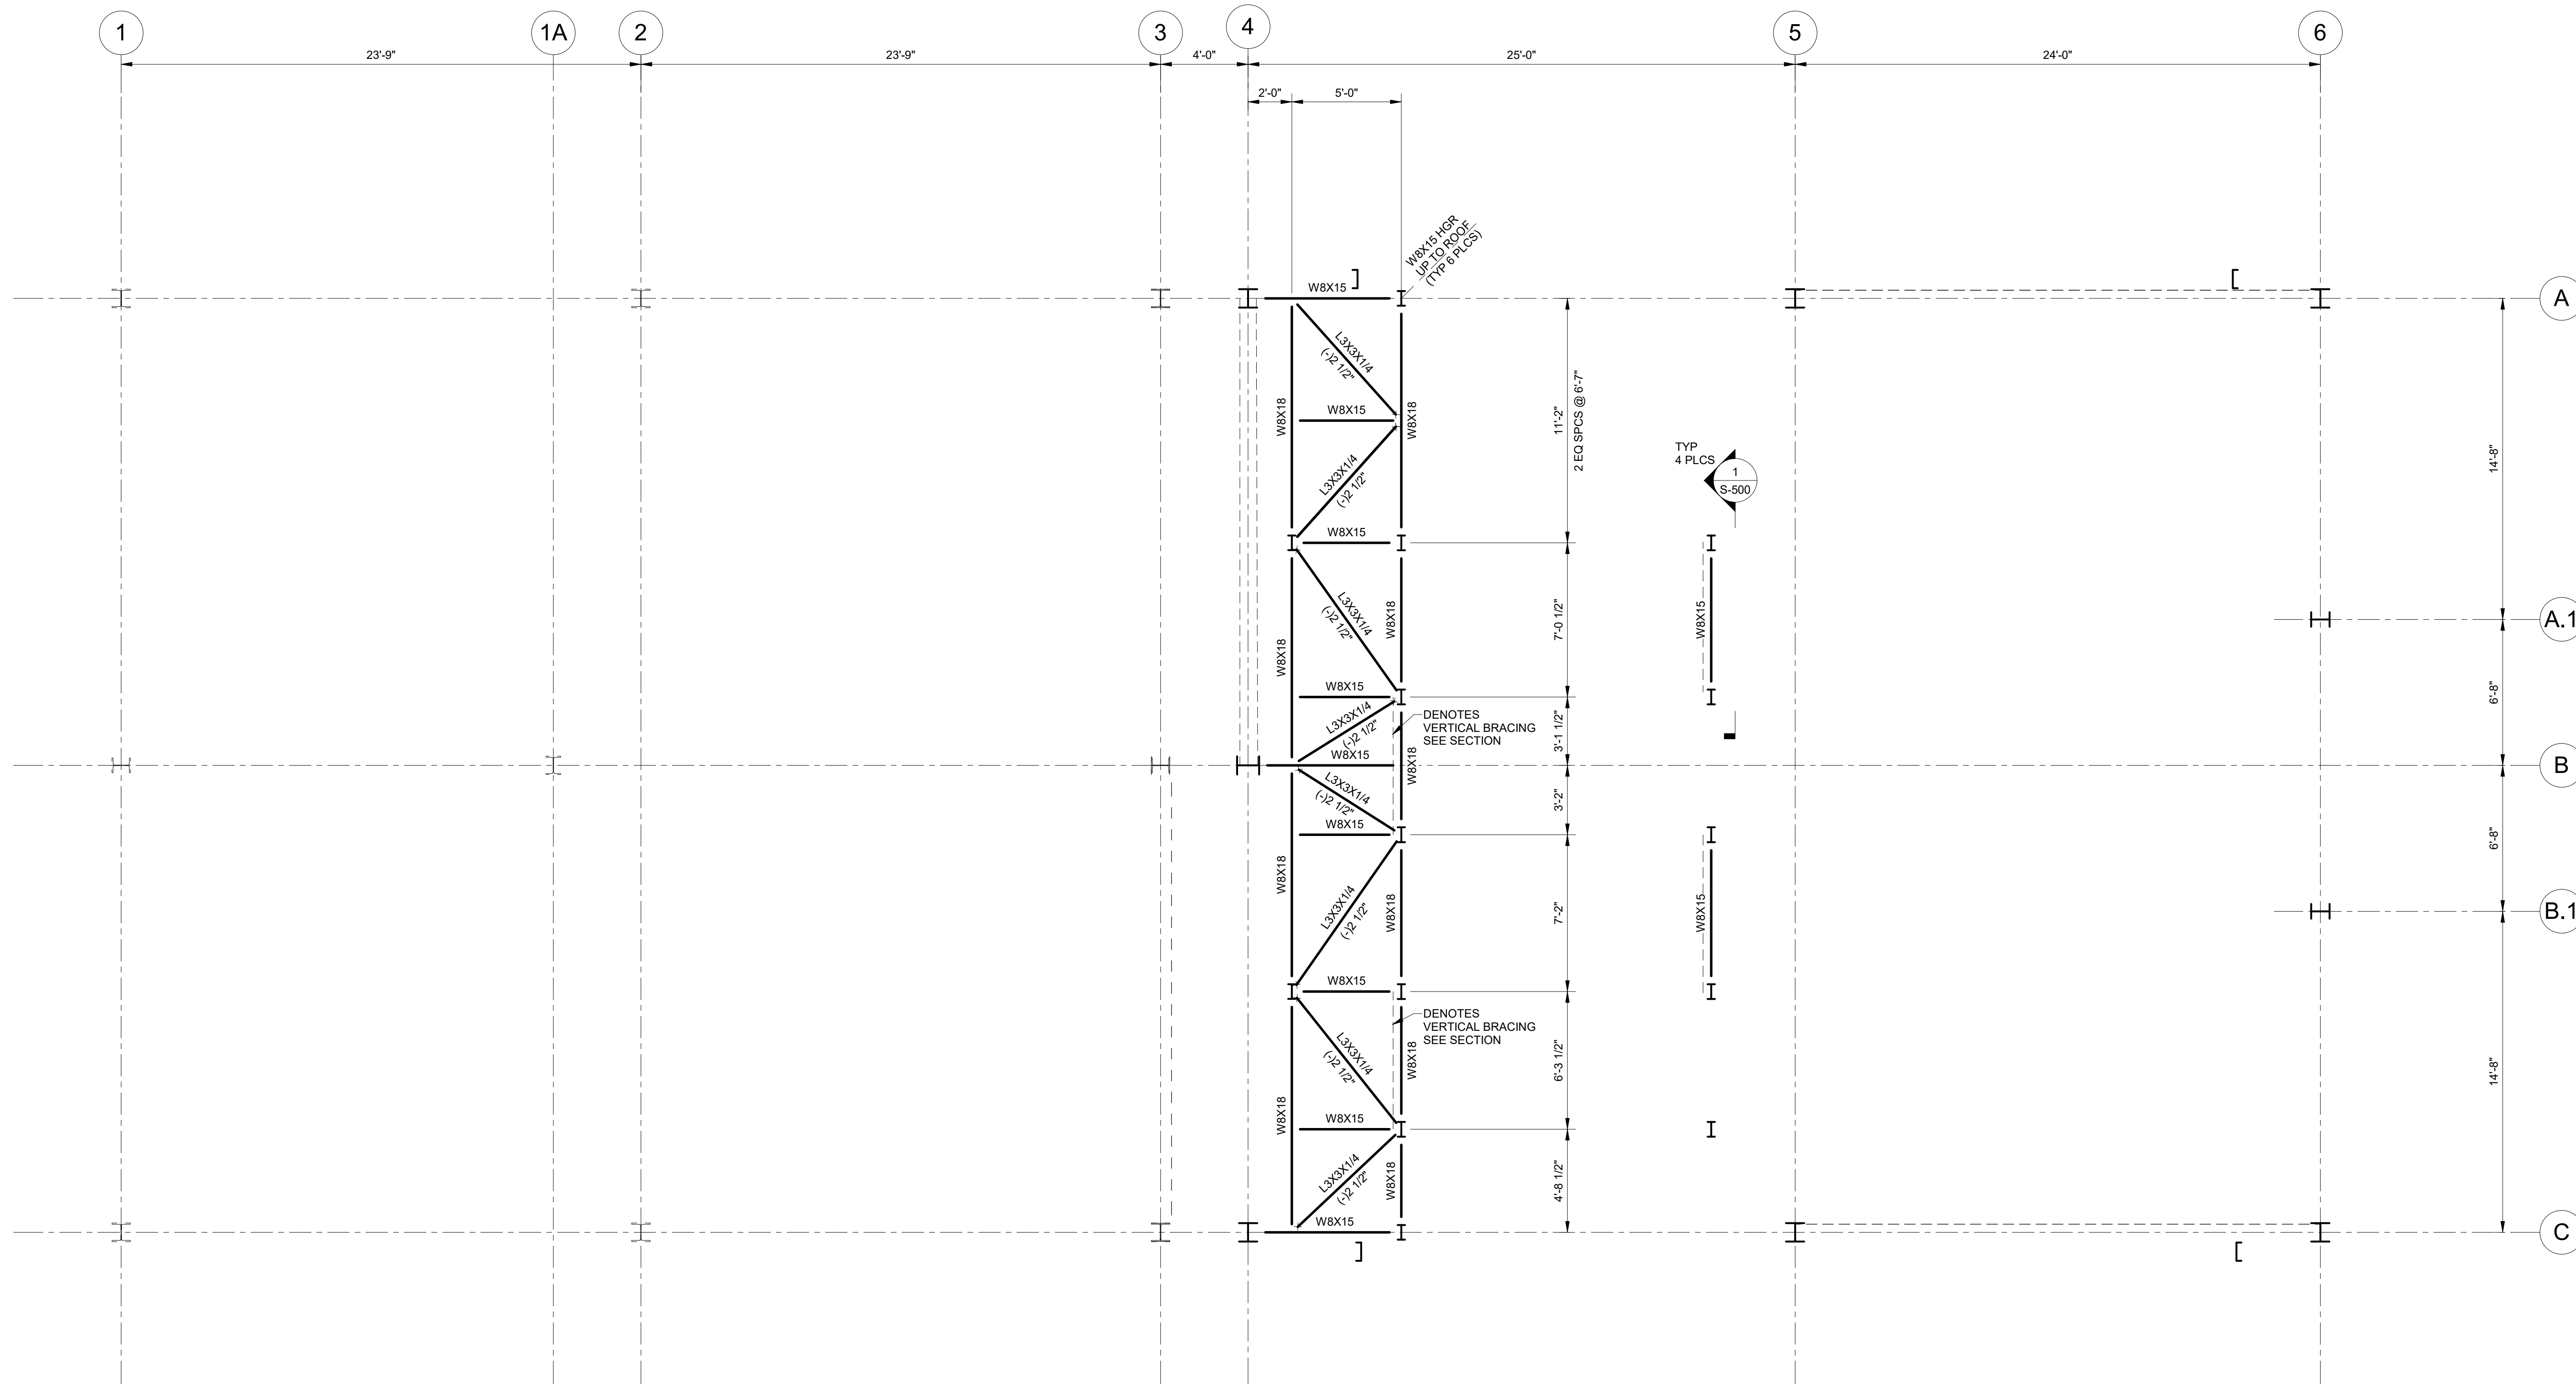 1
1A
2
3
4
5
6
23'-9"
23'-9"
4'-0"
25'-0"
24'-0"
2'-0"
5'-0"
W8X15 HGR
UP TO ROOF
(TYP 6 PLCS)
W8X15
A
L3X3X1/4
(-)2 1/2"
W8X18
W8X15
W8X18
11'-2"
2 EQ SPCS @ 6'-7"
14'-8"
TYP
4 PLCS
1
S-500
L3X3X1/4
(-)2 1/2"
W8X15
L3X3X1/4
(-)2 1/2"
W8X18
W8X18
7'-0 1/2"
W8X15
A.1
W8X15
L3X3X1/4
(-)2 1/2"
DENOTES
VERTICAL BRACING
SEE SECTION
3'-1 1/2"
6'-8"
W8X15
W8X18
B
L3X3X1/4
(-)2 1/2"
3'-2"
W8X15
6'-8"
W8X18
L3X3X1/4
(-)2 1/2"
W8X18
7'-2"
W8X15
B.1
W8X15
DENOTES
VERTICAL BRACING
SEE SECTION
L3X3X1/4
(-)2 1/2"
W8X18
6'-3 1/2"
14'-8"
W8X18
W8X15
L3X3X1/4
(-)2 1/2"
W8X18
4'-8 1/2"
W8X15
C